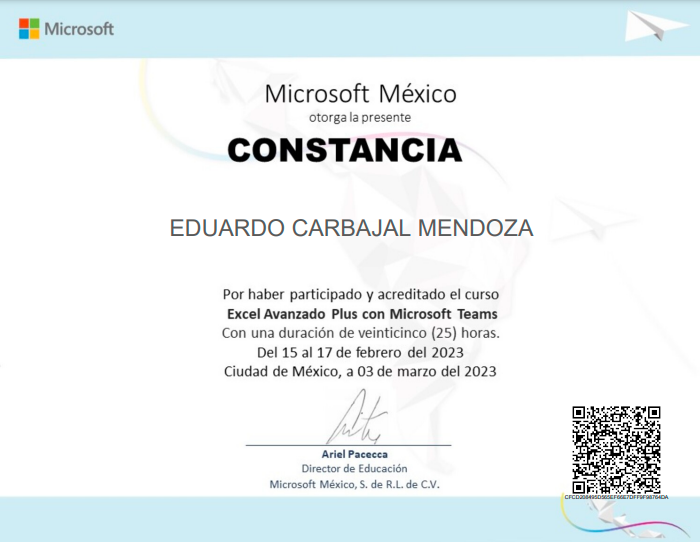 Microsoft
Microsoft México
otorga la presente
CONSTANCIA
EDUARDO CARBAJAL MENDOZA
Por haber participado y acreditado el curso
Excel Avanzado Plus con Microsoft Teams
Con una duración de veinticinco (25) horas.
Del 15 al 17 de febrero del 2023
Ciudad de México, a 03 de marzo del 2023
Ariel Pacecca
Director de Educación
Microsoft México, S. de R.L. de C.V.